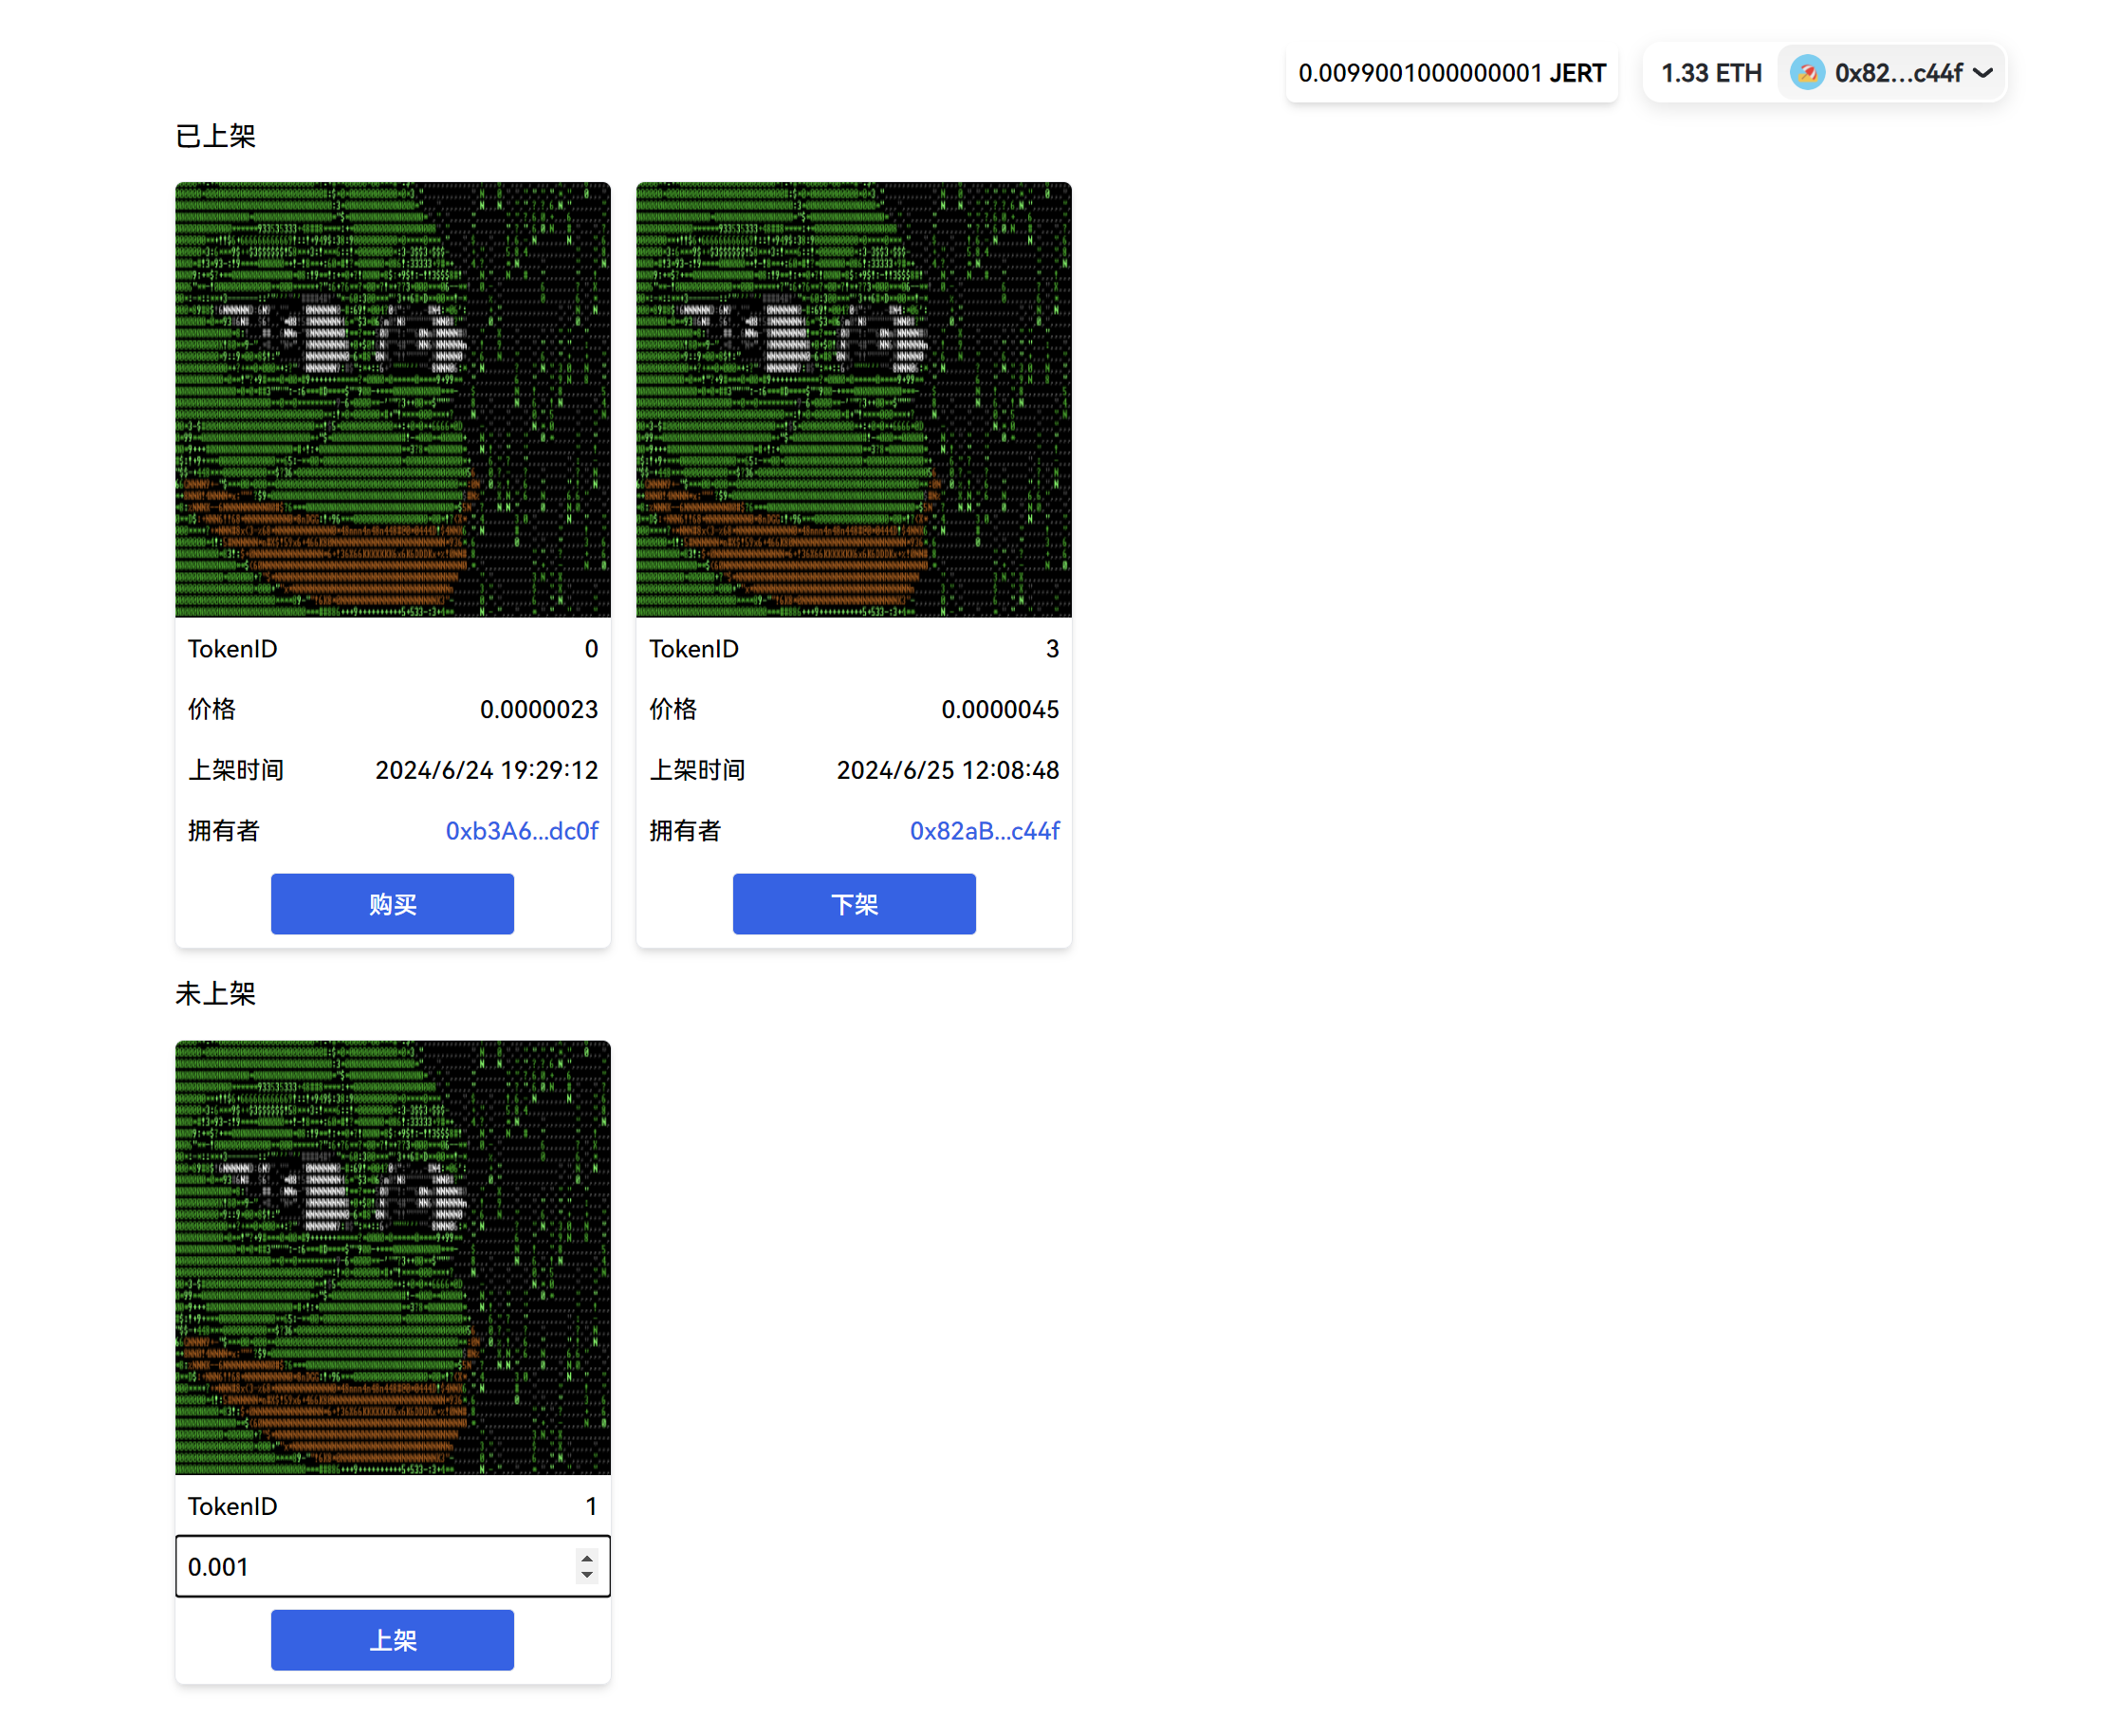 0.0099001000000001 JERT
1.33 ETH
0x82...c44f
已上架
TokenID 0
价格 0.0000023
上架时间 2024/6/24 19:29:12
拥有者 0xb3A6...dc0f
购买
TokenID 3
价格 0.0000045
上架时间 2024/6/25 12:08:48
拥有者 0x82aB...c44f
下架
未上架
TokenID 1
0.001
上架